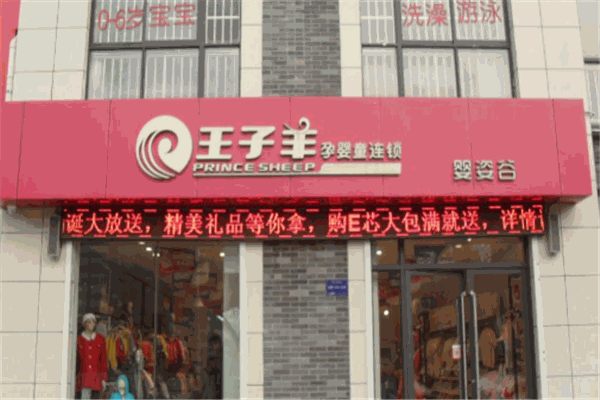 0-6岁宝宝
洗澡 游泳
王子羊 孕婴童连锁
PRINCE SHEEP
婴姿谷
诞大放送，精美礼品等你拿，购E芯大包满就送，详情